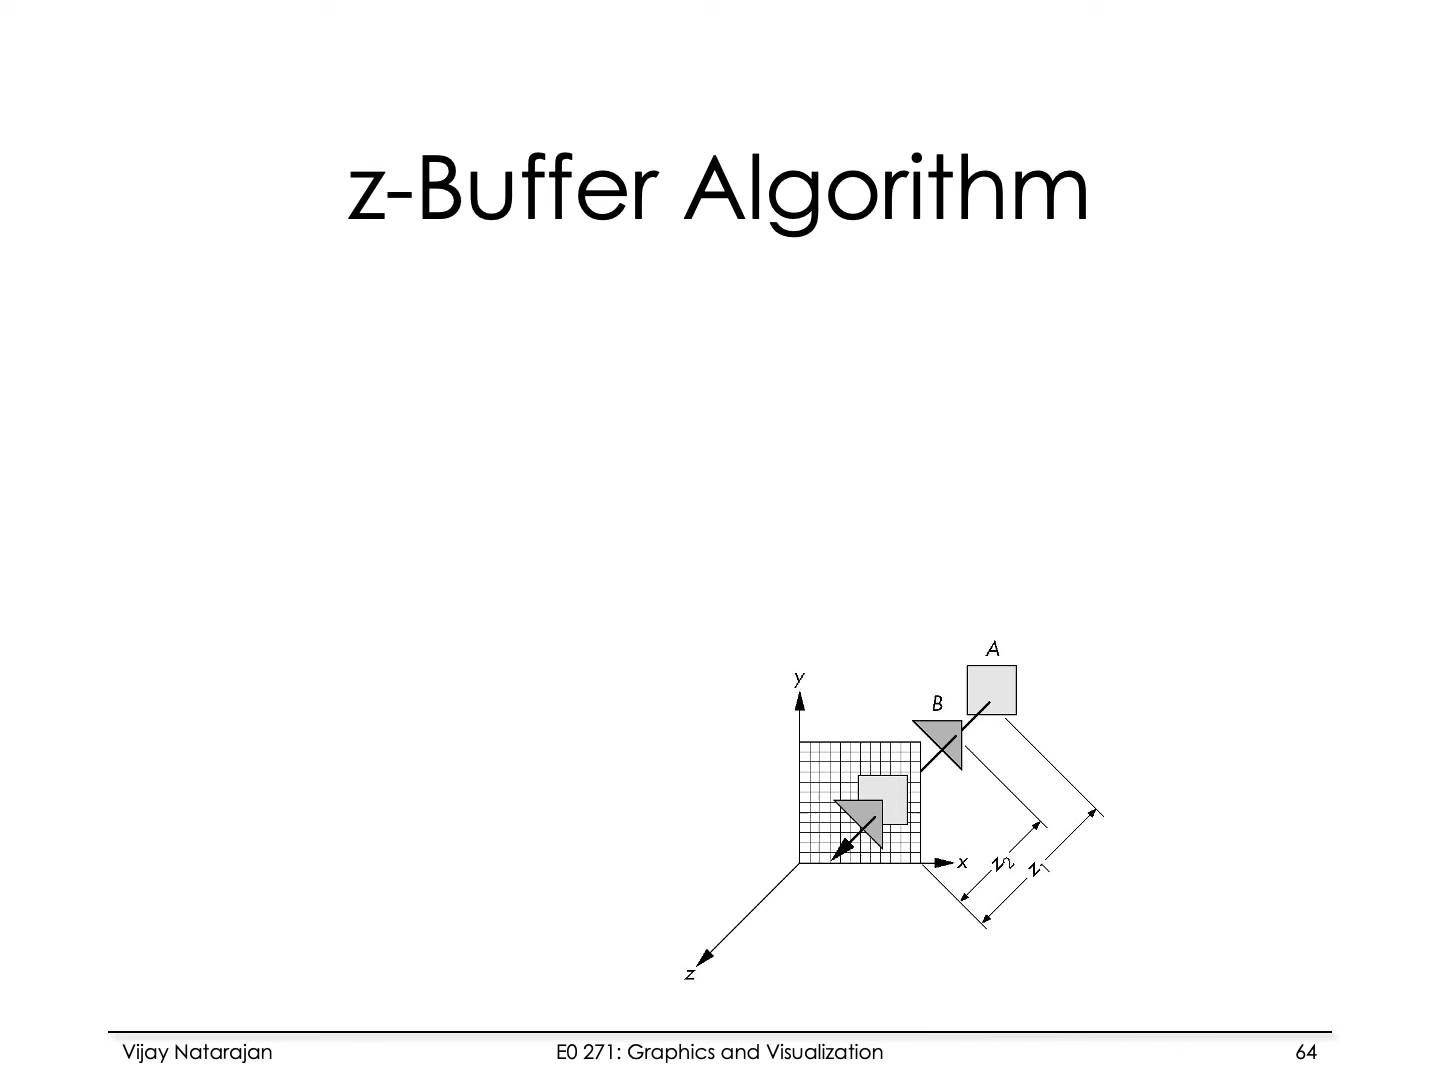 z-Buffer Algorithm
A
y
B
x
z2
z1
z
Vijay Natarajan
E0 271: Graphics and Visualization
64